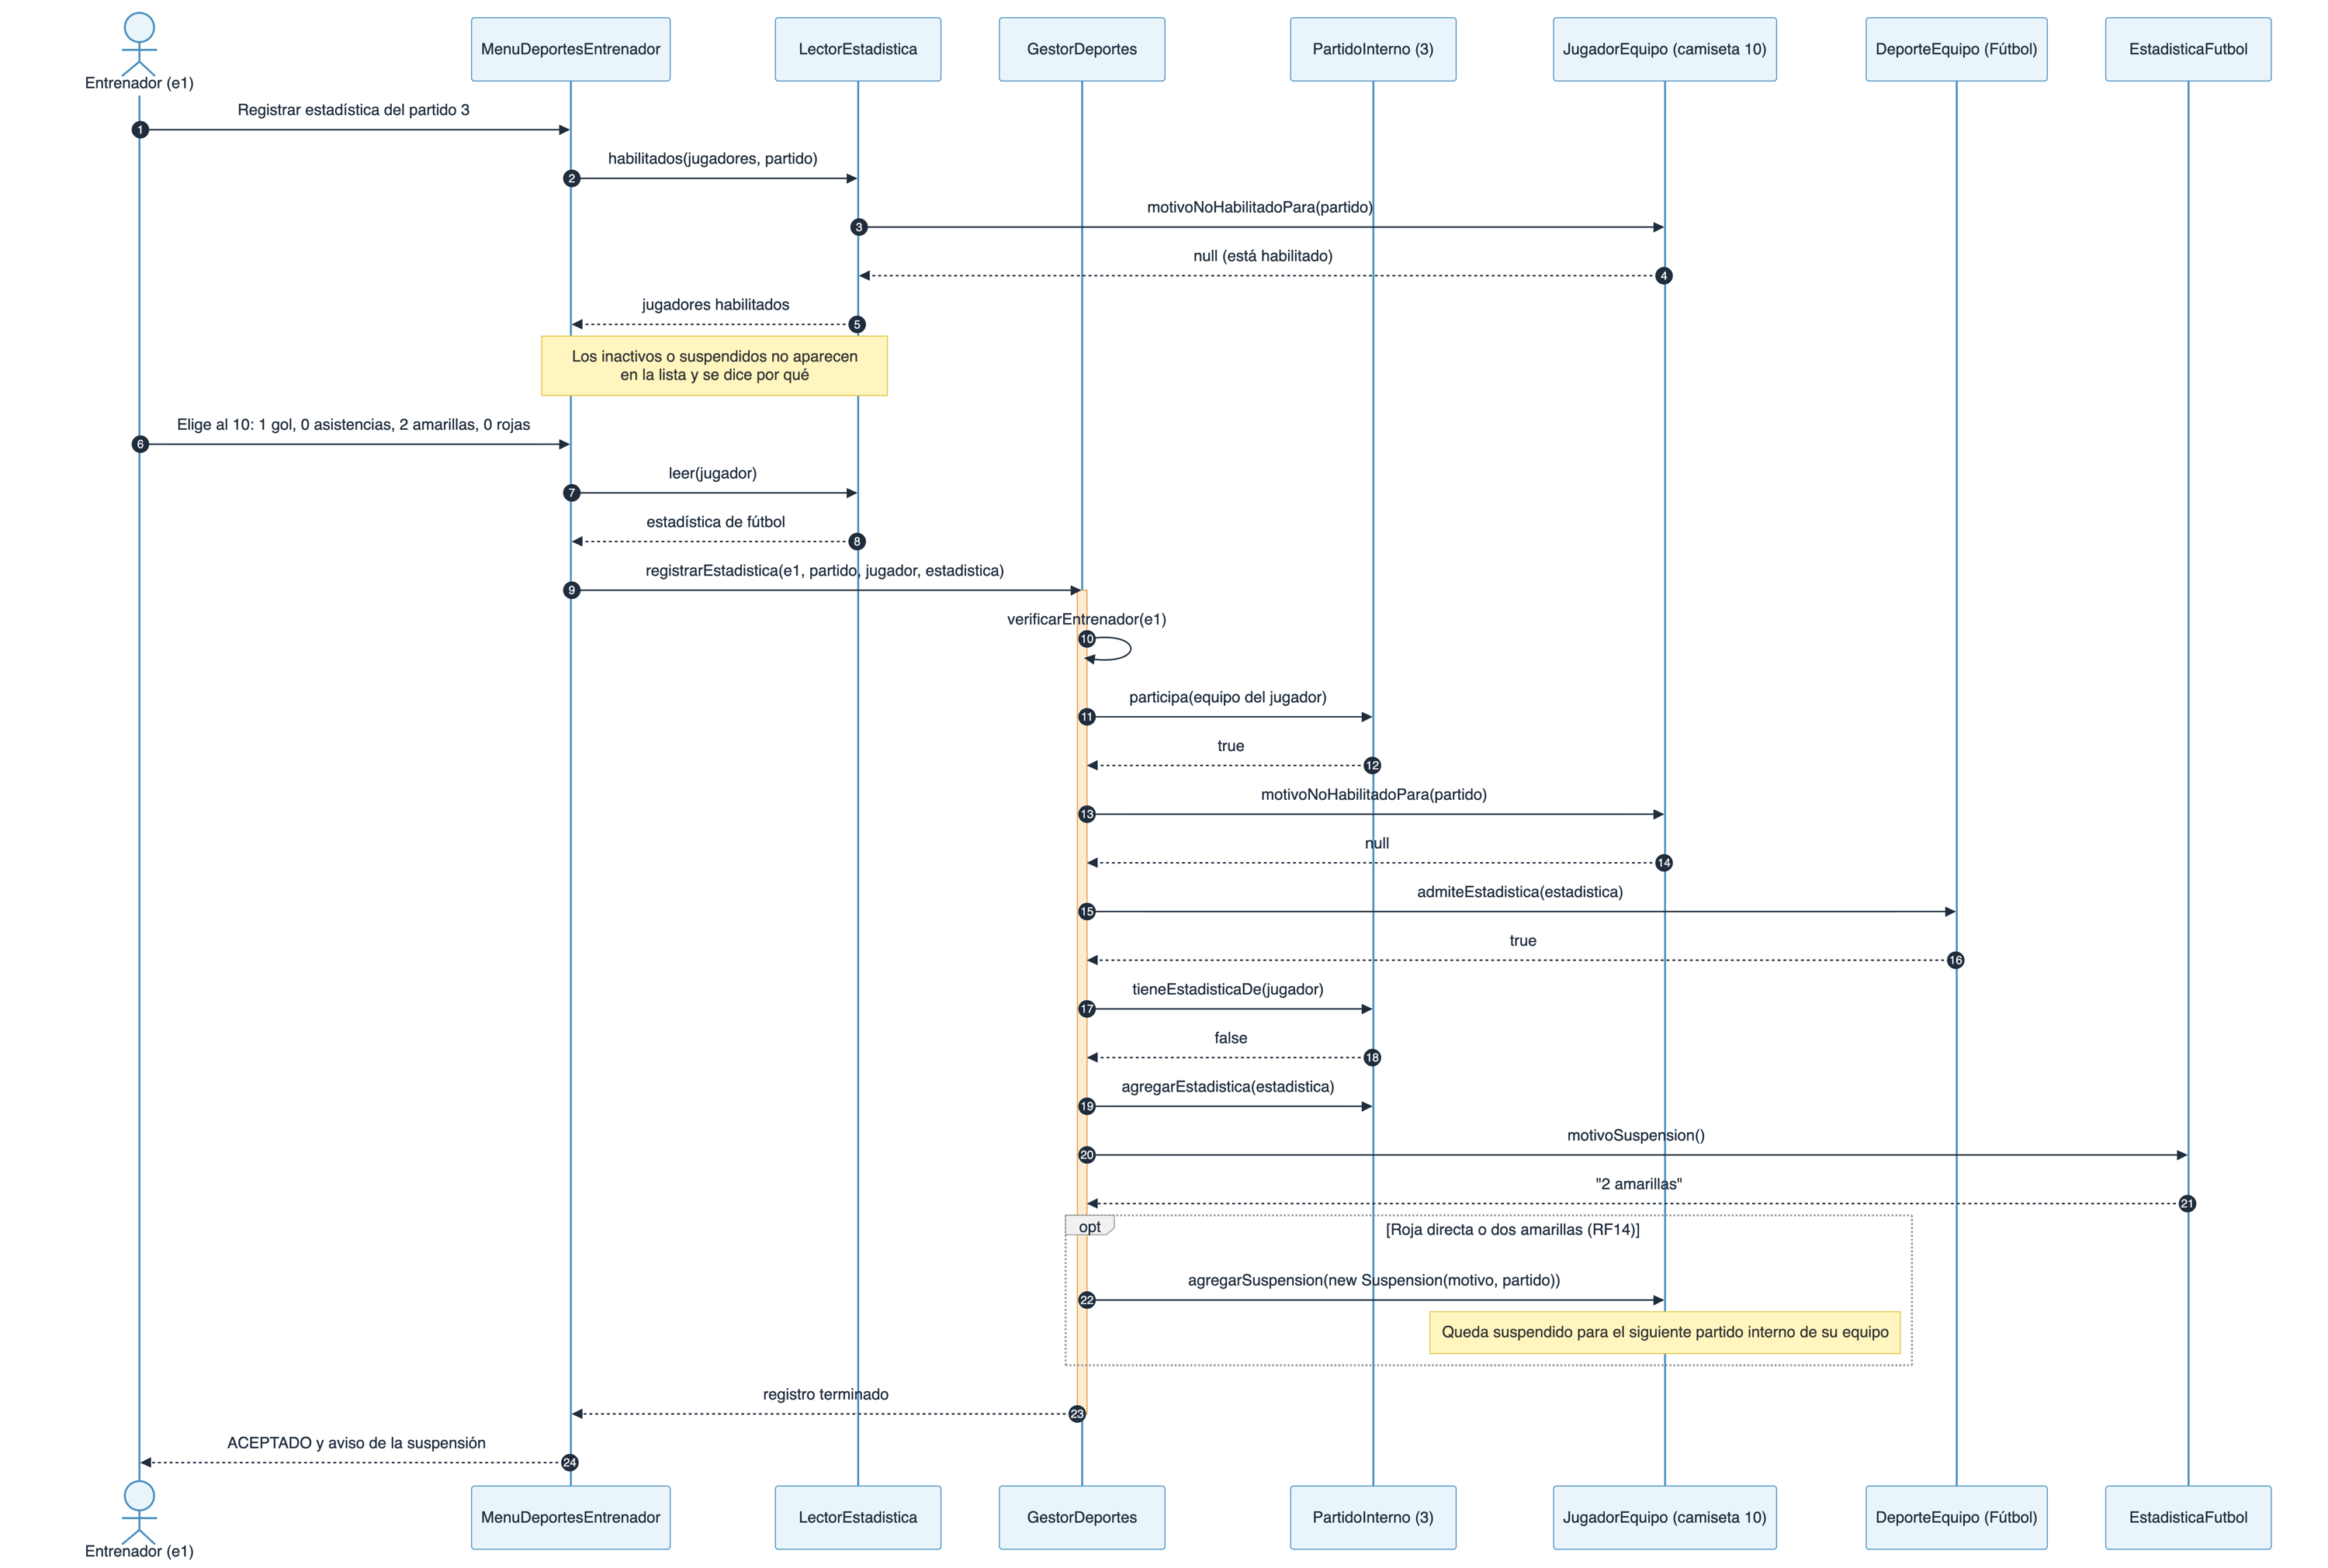 Entrenador (e1)
MenuDeportesEntrenador
LectorEstadistica
GestorDeportes
PartidoInterno (3)
JugadorEquipo (camiseta 10)
DeporteEquipo (Fútbol)
EstadisticaFutbol
Registrar estadística del partido 3
1
habilitados(jugadores, partido)
2
motivoNoHabilitadoPara(partido)
3
null (está habilitado)
4
jugadores habilitados
5
Los inactivos o suspendidos no aparecen
en la lista y se dice por qué
Elige al 10: 1 gol, 0 asistencias, 2 amarillas, 0 rojas
6
leer(jugador)
7
estadística de fútbol
8
registrarEstadistica(e1, partido, jugador, estadistica)
9
verificarEntrenador(e1)
10
participa(equipo del jugador)
11
true
12
motivoNoHabilitadoPara(partido)
13
null
14
admiteEstadistica(estadistica)
15
true
16
tieneEstadisticaDe(jugador)
17
false
18
agregarEstadistica(estadistica)
19
motivoSuspension()
20
"2 amarillas"
21
opt
[Roja directa o dos amarillas (RF14)]
agregarSuspension(new Suspension(motivo, partido))
22
Queda suspendido para el siguiente partido interno de su equipo
registro terminado
23
ACEPTADO y aviso de la suspensión
24
Entrenador (e1)
MenuDeportesEntrenador
LectorEstadistica
GestorDeportes
PartidoInterno (3)
JugadorEquipo (camiseta 10)
DeporteEquipo (Fútbol)
EstadisticaFutbol